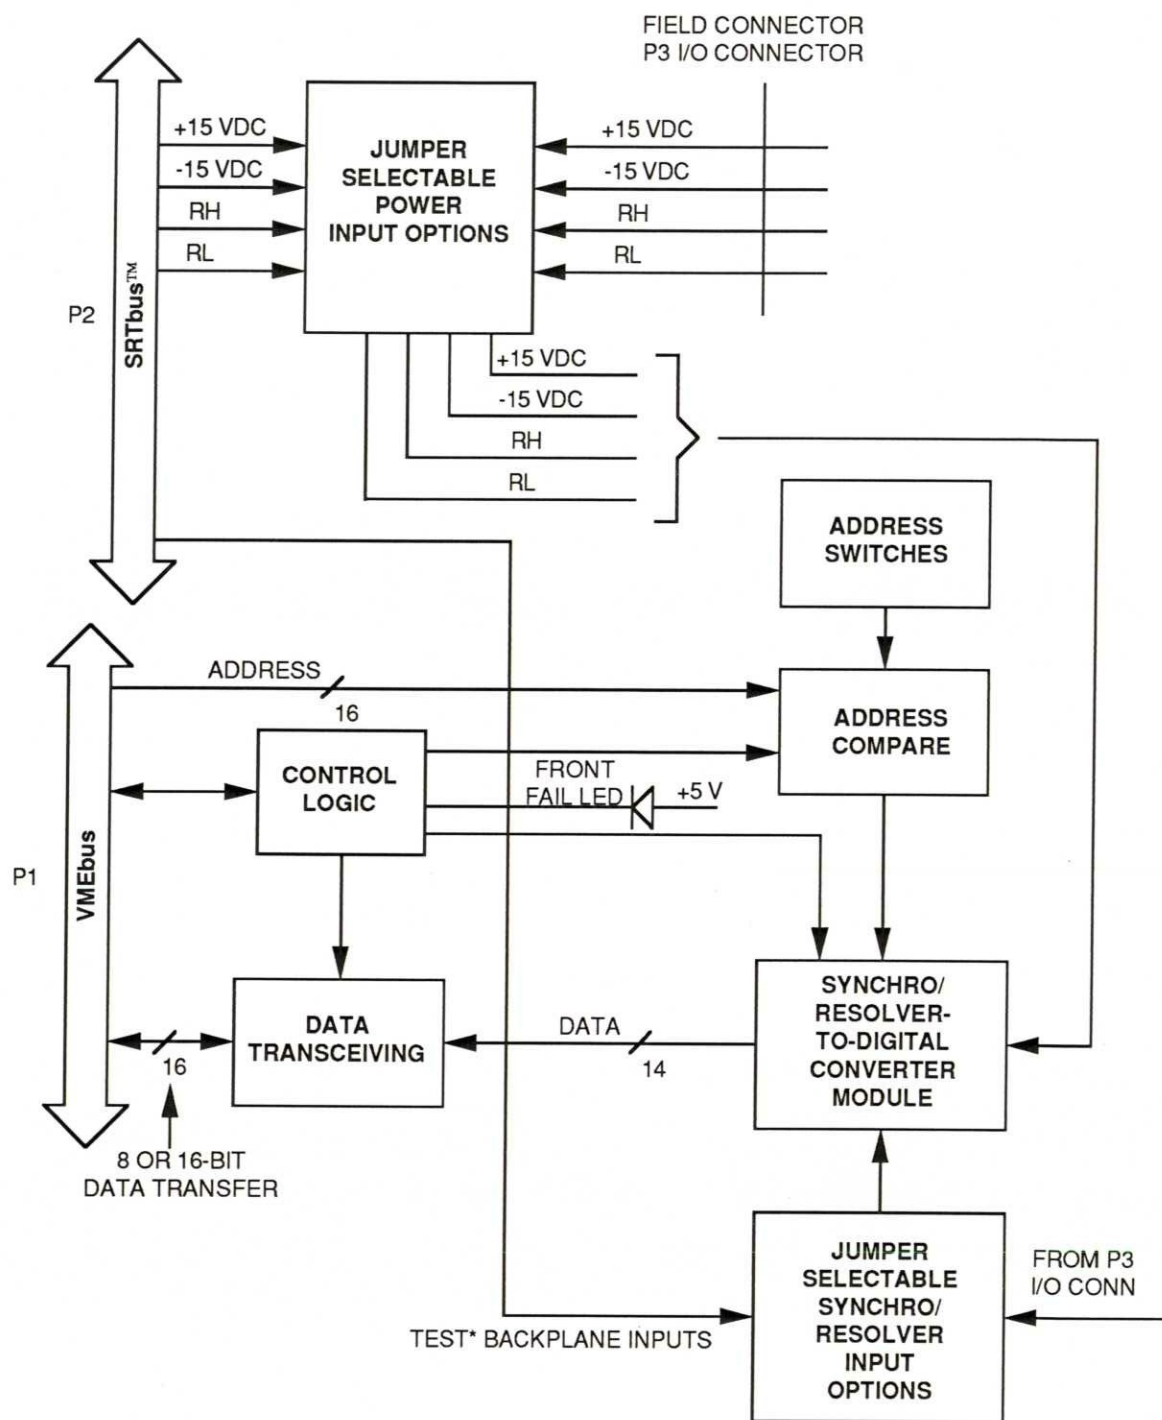 FIELD CONNECTOR
P3 I/O CONNECTOR
+15 VDC
-15 VDC
RH
RL
JUMPER
SELECTABLE
POWER
INPUT OPTIONS
+15 VDC
-15 VDC
RH
RL
P2
SRTbus™
+15 VDC
-15 VDC
RH
RL
ADDRESS
SWITCHES
ADDRESS
16
ADDRESS
COMPARE
CONTROL
LOGIC
FRONT
FAIL LED
+5 V
P1
VMEbus
DATA
TRANSCEIVING
16
DATA
14
SYNCHRO/
RESOLVER-
TO-DIGITAL
CONVERTER
MODULE
8 OR 16-BIT
DATA TRANSFER
JUMPER
SELECTABLE
SYNCHRO/
RESOLVER
INPUT
OPTIONS
FROM P3
I/O CONN
TEST* BACKPLANE INPUTS